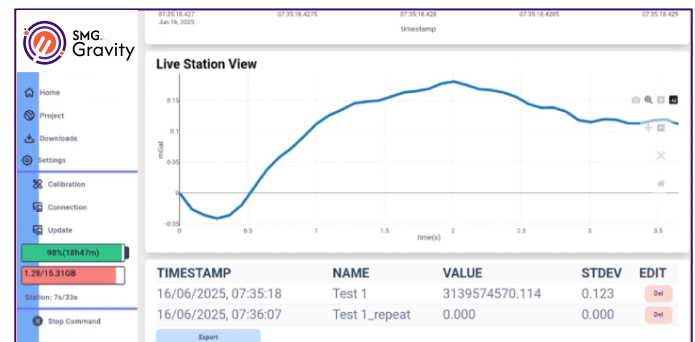 07:35:18.427 07:35:18.4275 07:35:18.428 07:35:18.4285 07:35:18.429
Jun 16, 2025
timestamp
SMG.
Gravity
Live Station View
Home
Project
Downloads
Settings
Calibration
Connection
Update
98%(18h47m)
1.28/15.31GB
Station: 7s/33s
Stop Command
0.15
0.1
0.05
0
-0.05
mGal
0 0.5 1 1.5 2 2.5 3 3.5
time(s)
TIMESTAMP NAME VALUE STDEV EDIT
16/06/2025, 07:35:18 Test 1 3139574570.114 0.123 Del
16/06/2025, 07:36:07 Test 1_repeat 0.000 0.000 Del
Export